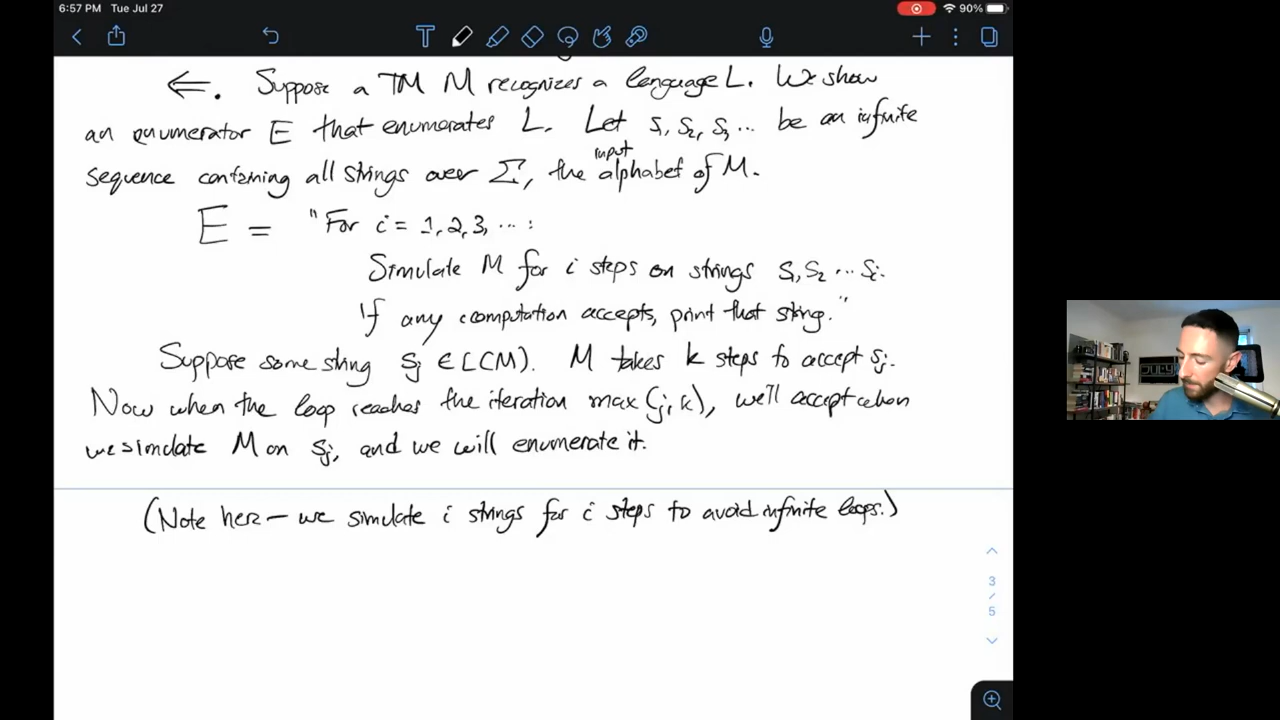 6:57 PM Tue Jul 27
90%
⇐. Suppose a TM M recognizes a language L. We show
an enumerator E that enumerates L. Let s1, s2, s3 ... be an infinite
input
sequence containing all strings over Σ, the alphabet of M.
E = "For i = 1, 2, 3, ... :
Simulate M for i steps on strings s1, s2 ... si.
If any computation accepts, print that string."
Suppose some string sj ∈ L(M). M takes k steps to accept sj.
Now when the loop reaches the iteration max(j, k), we'll accept when
we simulate M on sj, and we will enumerate it.
(Note here - we simulate i strings for i steps to avoid infinite loops.)
3
/
5